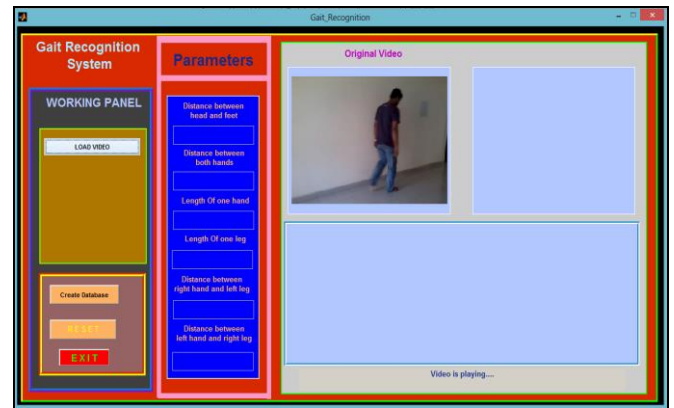 Gait_Recognition
Gait Recognition
System
WORKING PANEL
LOAD VIDEO
Create Database
RESET
EXIT
Parameters
Distance between
head and feet
Distance between
both hands
Length Of one hand
Length Of one leg
Distance between
right hand and left leg
Distance between
left hand and right leg
Original Video
Video is playing....